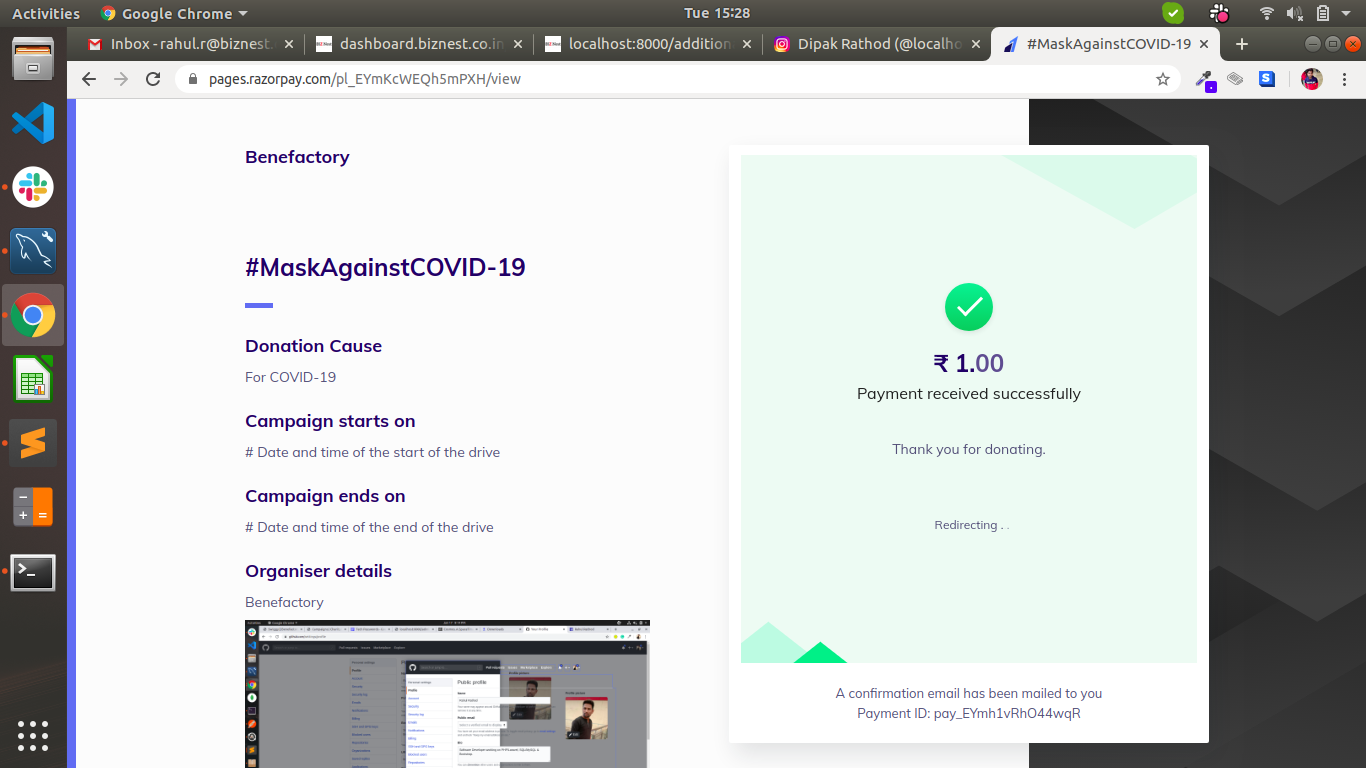 Activities
Google Chrome
Tue 15:28
Inbox - rahul.r@biznest.
dashboard.biznest.co.in
localhost:8000/addition
Dipak Rathod (@localho
#MaskAgainstCOVID-19
pages.razorpay.com/pl_EYmKcWEQh5mPXH/view
Benefactory
#MaskAgainstCOVID-19
Donation Cause
For COVID-19
Campaign starts on
# Date and time of the start of the drive
Campaign ends on
# Date and time of the end of the drive
Organiser details
Benefactory
Public profile
₹ 1.00
Payment received successfully
Thank you for donating.
Redirecting . .
A confirmation email has been mailed to you
Payment ID: pay_EYmh1vRhO44wqR